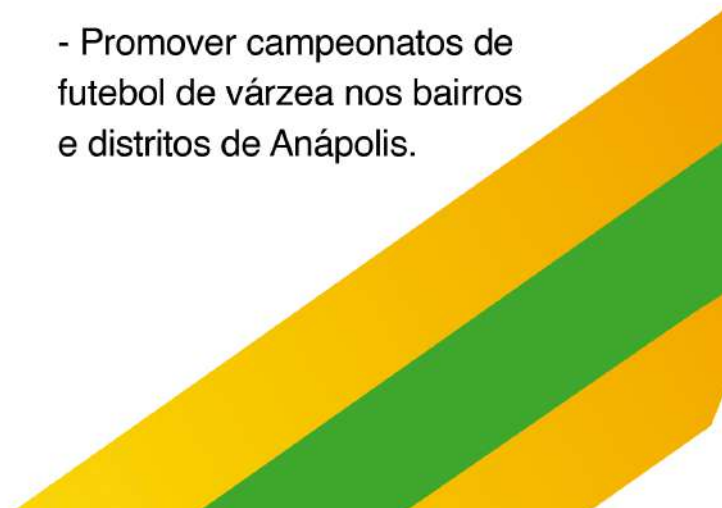 - Promover campeonatos de
futebol de várzea nos bairros
e distritos de Anápolis.